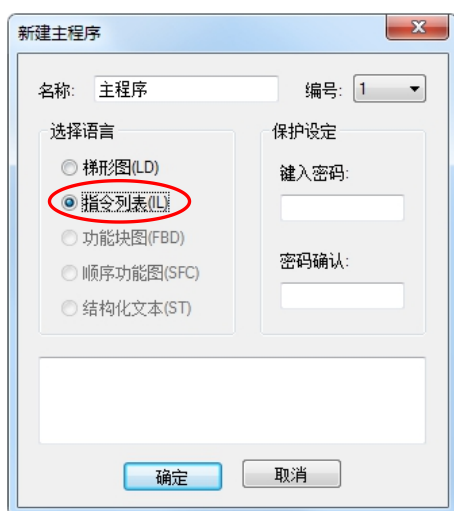 新建主程序
名称: 主程序 编号: 1
选择语言
梯形图(LD)
指令列表(IL)
功能块图(FBD)
顺序功能图(SFC)
结构化文本(ST)
保护设定
键入密码:
密码确认:
确定 取消